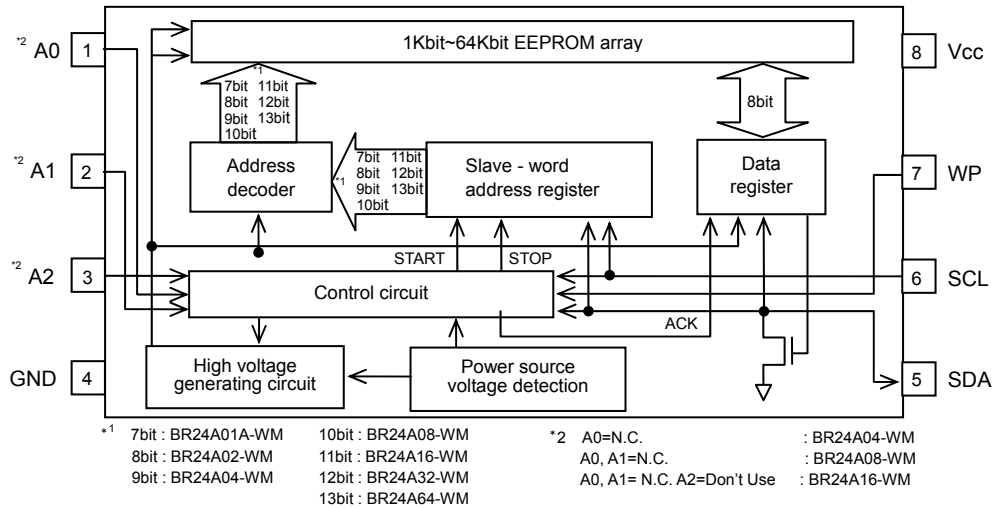 *2 A0 1
1Kbit~64Kbit EEPROM array
8 Vcc
*1
7bit 11bit
8bit 12bit
9bit 13bit
10bit
8bit
*2 A1 2
Address
decoder
*1
7bit 11bit
8bit 12bit
9bit 13bit
10bit
Slave - word
address register
Data
register
7 WP
START STOP
*2 A2 3
Control circuit
6 SCL
ACK
GND 4
High voltage
generating circuit
Power source
voltage detection
5 SDA
*1 7bit : BR24A01A-WM
8bit : BR24A02-WM
9bit : BR24A04-WM
10bit : BR24A08-WM
11bit : BR24A16-WM
12bit : BR24A32-WM
13bit : BR24A64-WM
*2 A0=N.C. : BR24A04-WM
A0, A1=N.C. : BR24A08-WM
A0, A1= N.C. A2=Don't Use : BR24A16-WM